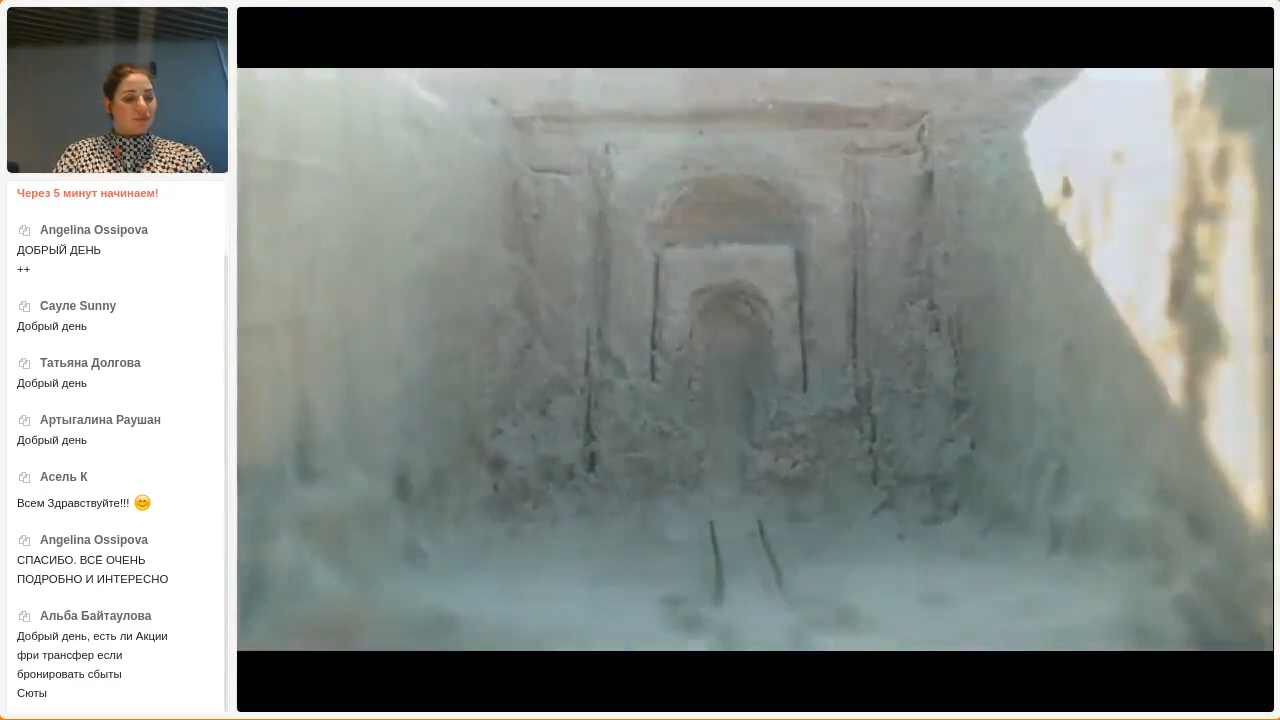 Через 5 минут начинаем!
Angelina Ossipova
ДОБРЫЙ ДЕНЬ
++
Сауле Sunny
Добрый день
Татьяна Долгова
Добрый день
Артыгалина Раушан
Добрый день
Асель К
Всем Здравствуйте!!! 😊
Angelina Ossipova
СПАСИБО. ВСЁ ОЧЕНЬ
ПОДРОБНО И ИНТЕРЕСНО
Альба Байтаулова
Добрый день, есть ли Акции
фри трансфер если
бронировать сбыты
Сюты